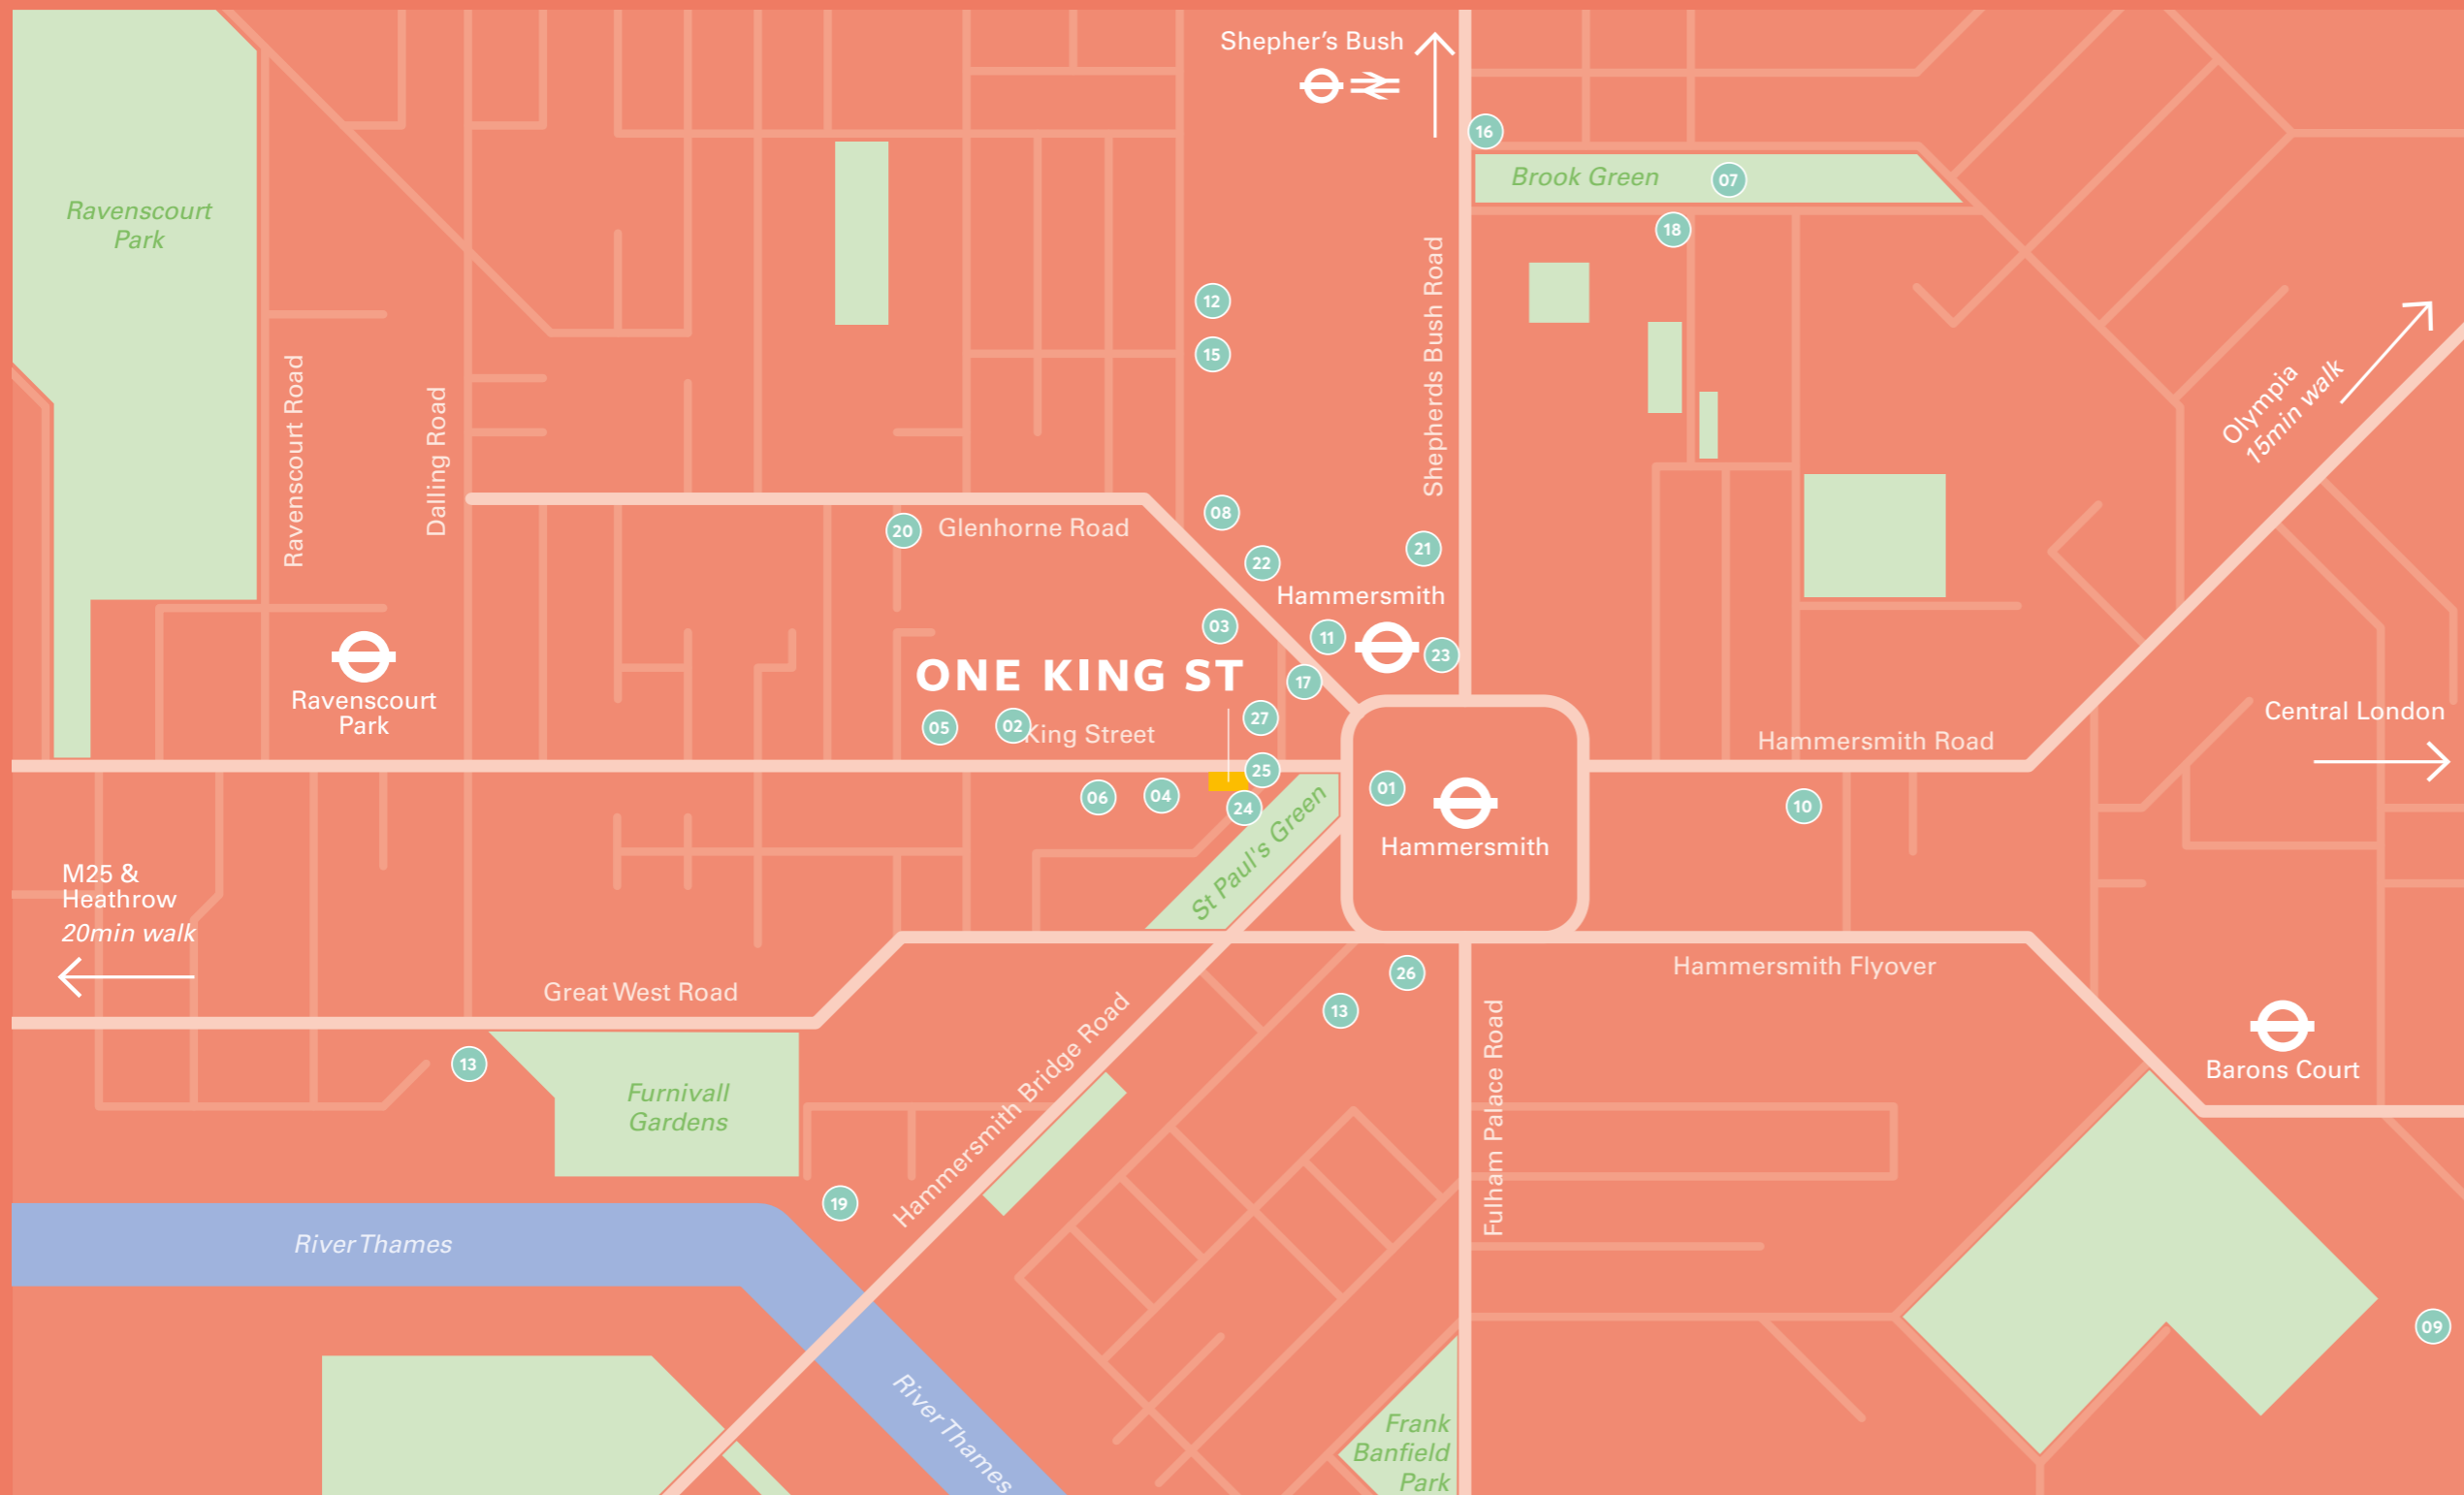 Shepher's Bush
16
Brook Green
07
Ravenscourt
Park
18
12
15
Shepherds Bush Road
Olympia
15min walk
Ravenscourt Road
Dalling Road
08
20
Glenhorne Road
21
22
Hammersmith
03
11
23
ONE KING ST
17
Ravenscourt
Park
05
02
King Street
27
Hammersmith Road
Central London
25
06
04
24
01
10
St Paul's Green
Hammersmith
M25 &
Heathrow
20min walk
Great West Road
26
Hammersmith Flyover
13
Hammersmith Bridge Road
Fulham Palace Road
Barons Court
13
Furnivall
Gardens
19
River Thames
09
River Thames
Frank
Banfield
Park